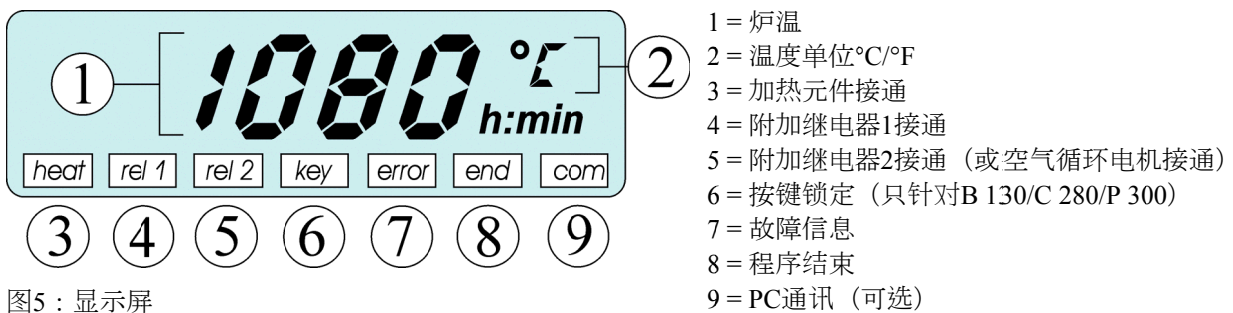 1080 °C
h:min
heat rel 1 rel 2 key error end com
1 2
3 4 5 6 7 8 9
图5：显示屏
1 = 炉温
2 = 温度单位°C/°F
3 = 加热元件接通
4 = 附加继电器1接通
5 = 附加继电器2接通（或空气循环电机接通）
6 = 按键锁定（只针对B 130/C 280/P 300）
7 = 故障信息
8 = 程序结束
9 = PC通讯（可选）